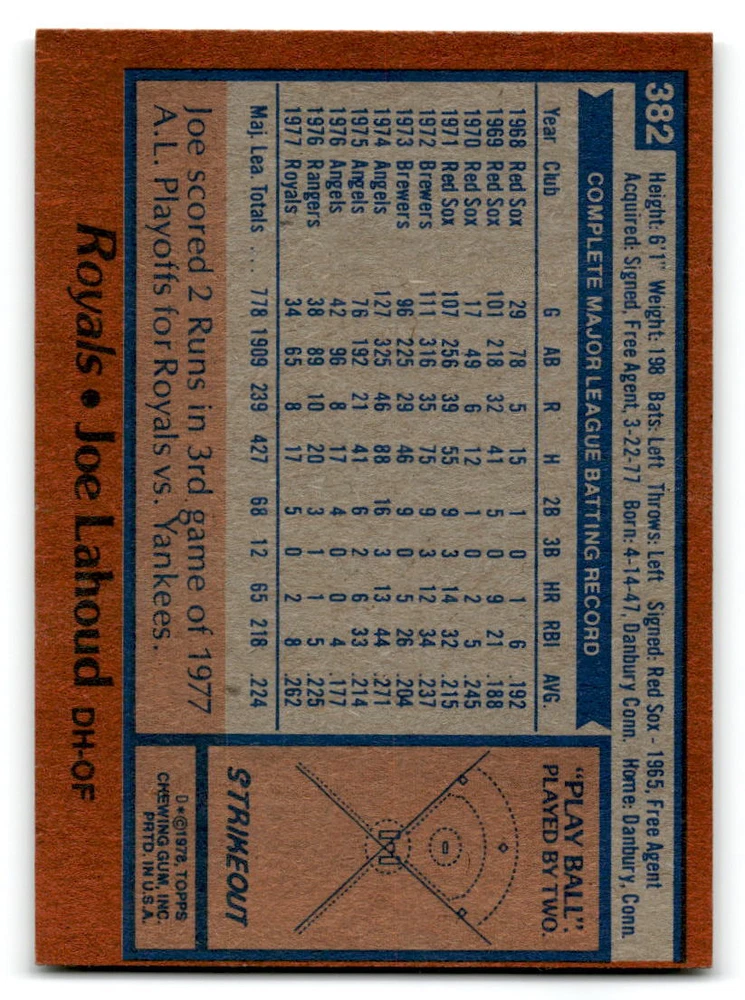 382
Height: 6'1" Weight: 198 Bats: Left Throws: Left Signed: Red Sox - 1965, Free Agent
Acquired: Signed, Free Agent, 3-22-77 Born: 4-14-47, Danbury Conn. Home: Danbury, Conn.
COMPLETE MAJOR LEAGUE BATTING RECORD
Year Club G AB R H 2B 3B HR RBI AVG.
1968 Red Sox 29 78 5 15 1 0 1 6 .192
1969 Red Sox 101 218 32 41 5 0 9 21 .188
1970 Red Sox 17 49 6 12 1 0 2 5 .245
1971 Red Sox 107 256 39 55 9 3 14 32 .215
1972 Brewers 111 316 35 75 9 3 12 34 .237
1973 Brewers 96 225 29 46 9 0 5 26 .204
1974 Angels 127 325 46 88 16 3 13 44 .271
1975 Angels 76 192 21 41 6 2 6 33 .214
1976 Angels 42 96 8 17 4 0 0 4 .177
1976 Rangers 38 89 10 20 3 1 1 5 .225
1977 Royals 34 65 8 17 5 0 2 8 .262
Maj. Lea. Totals ... 778 1909 239 427 68 12 65 218 .224
Joe scored 2 Runs in 3rd game of 1977
A.L. Playoffs for Royals vs. Yankees.
"PLAY BALL".
PLAYED BY TWO.
STRIKEOUT
D*©1978, TOPPS
CHEWING GUM, INC.
PRTD. IN U.S.A.
Royals • Joe Lahoud DH-OF